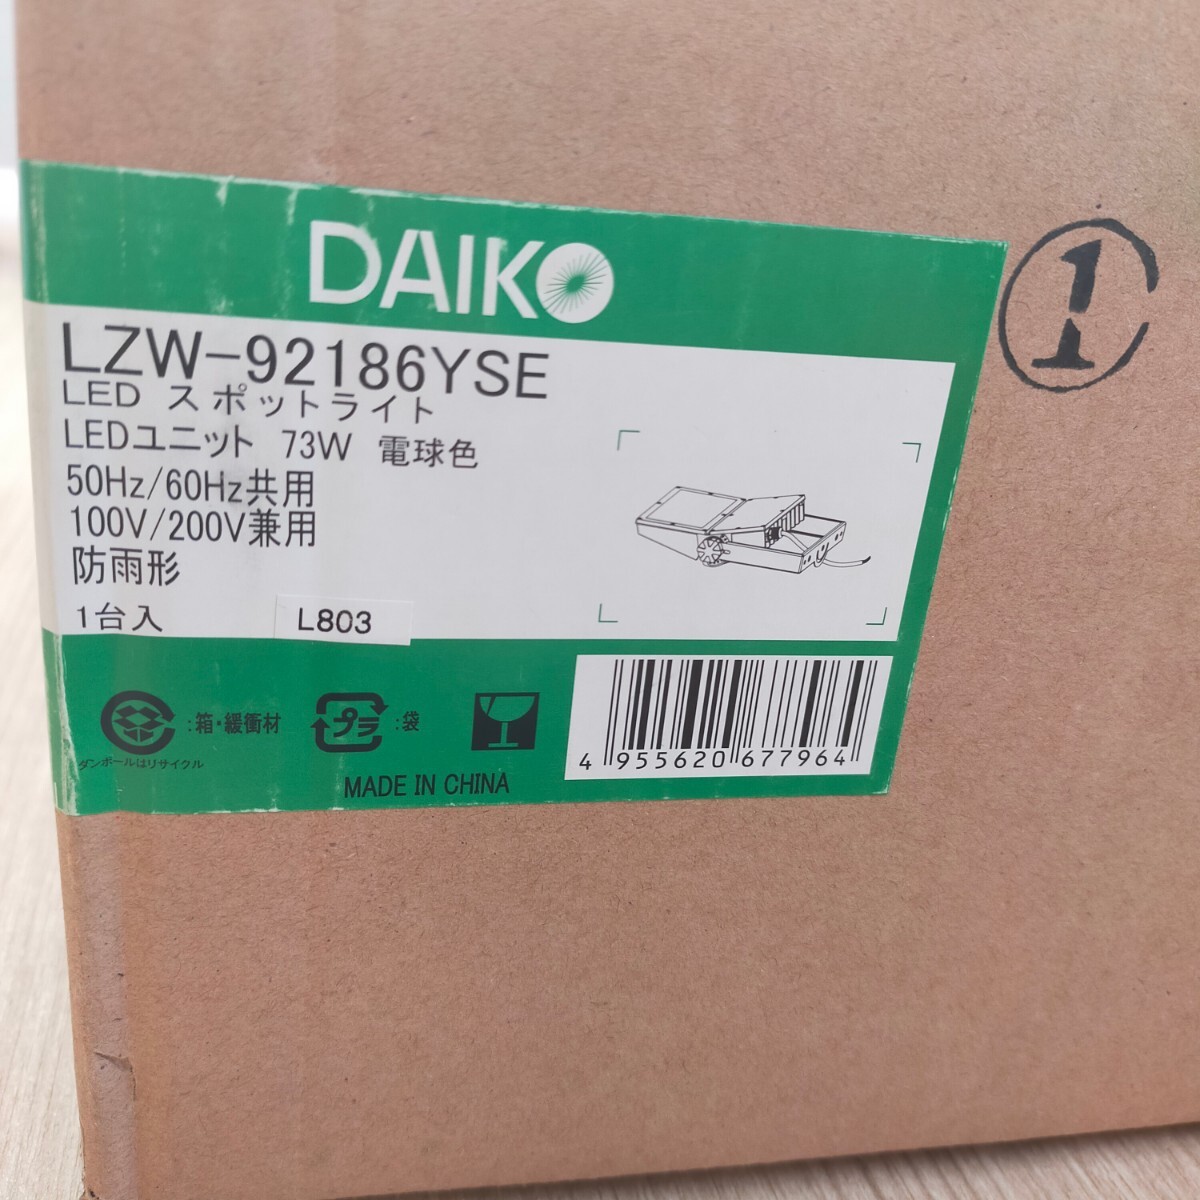 DAIKO
LZW-92186YSE
LED スポットライト
LEDユニット 73W 電球色
50Hz/60Hz共用
100V/200V兼用
防雨形
1台入
L803
:箱・緩衝材
プラ
:袋
ダンボールはリサイクル
MADE IN CHINA
4 955620 677964
1